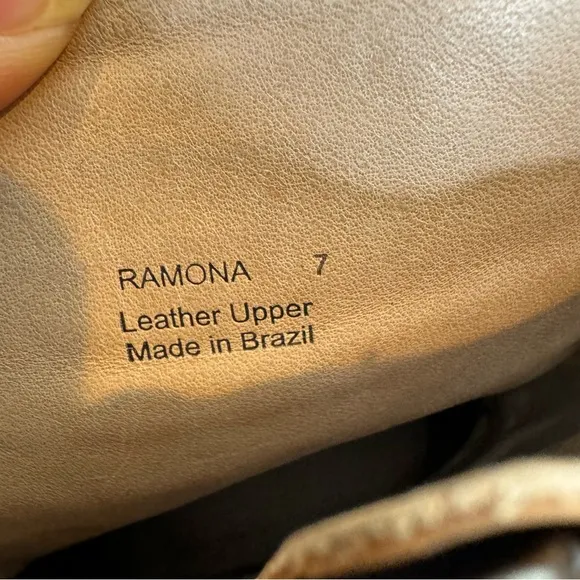 RAMONA 7
Leather Upper
Made in Brazil